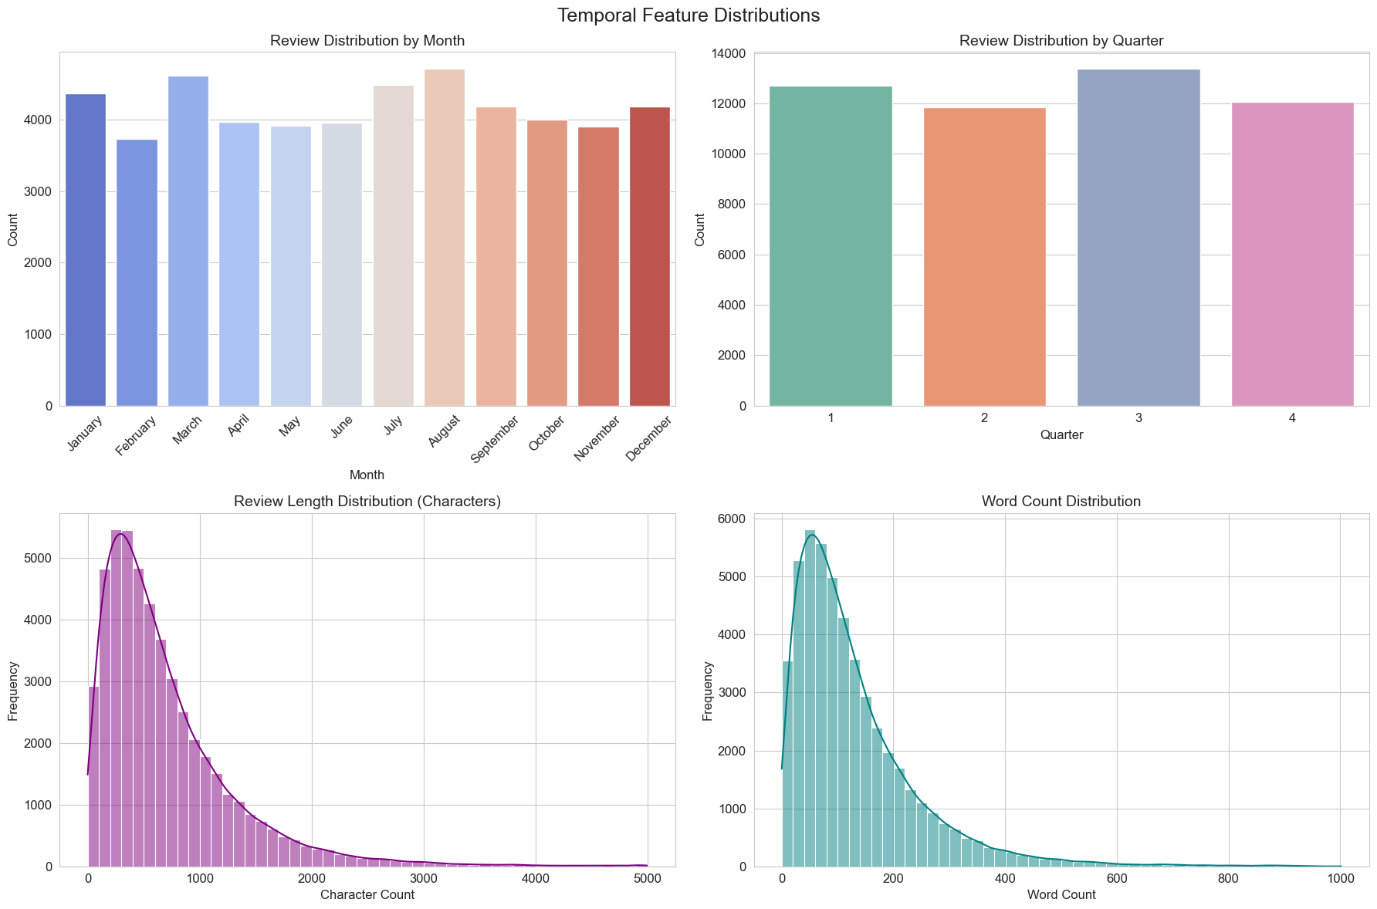 Temporal Feature Distributions
Review Distribution by Month
Count
4000
3000
2000
1000
0
January
February
March
April
May
June
July
August
September
October
November
December
Month
Review Distribution by Quarter
Count
14000
12000
10000
8000
6000
4000
2000
0
1
2
3
4
Quarter
Review Length Distribution (Characters)
Frequency
5000
4000
3000
2000
1000
0
0
1000
2000
3000
4000
5000
Character Count
Word Count Distribution
Frequency
6000
5000
4000
3000
2000
1000
0
0
200
400
600
800
1000
Word Count